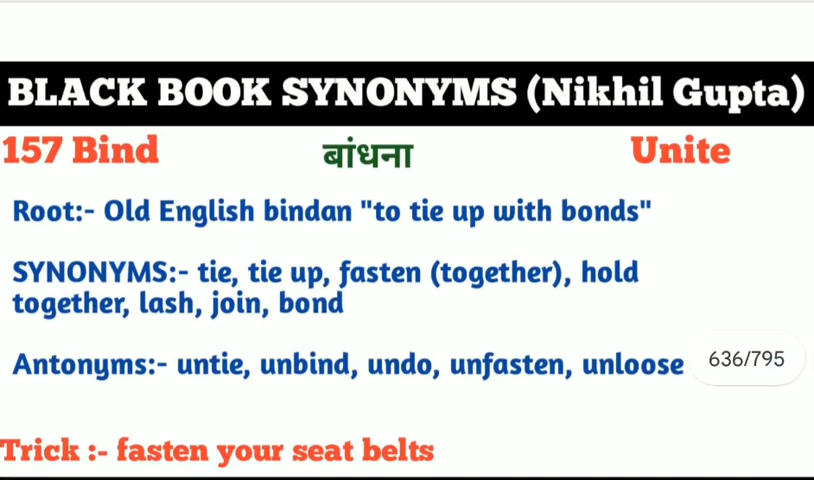 BLACK BOOK SYNONYMS (Nikhil Gupta)
157 Bind बांधना Unite
Root:- Old English bindan "to tie up with bonds"
SYNONYMS:- tie, tie up, fasten (together), hold
together, lash, join, bond
Antonyms:- untie, unbind, undo, unfasten, unloose
636/795
Trick :- fasten your seat belts